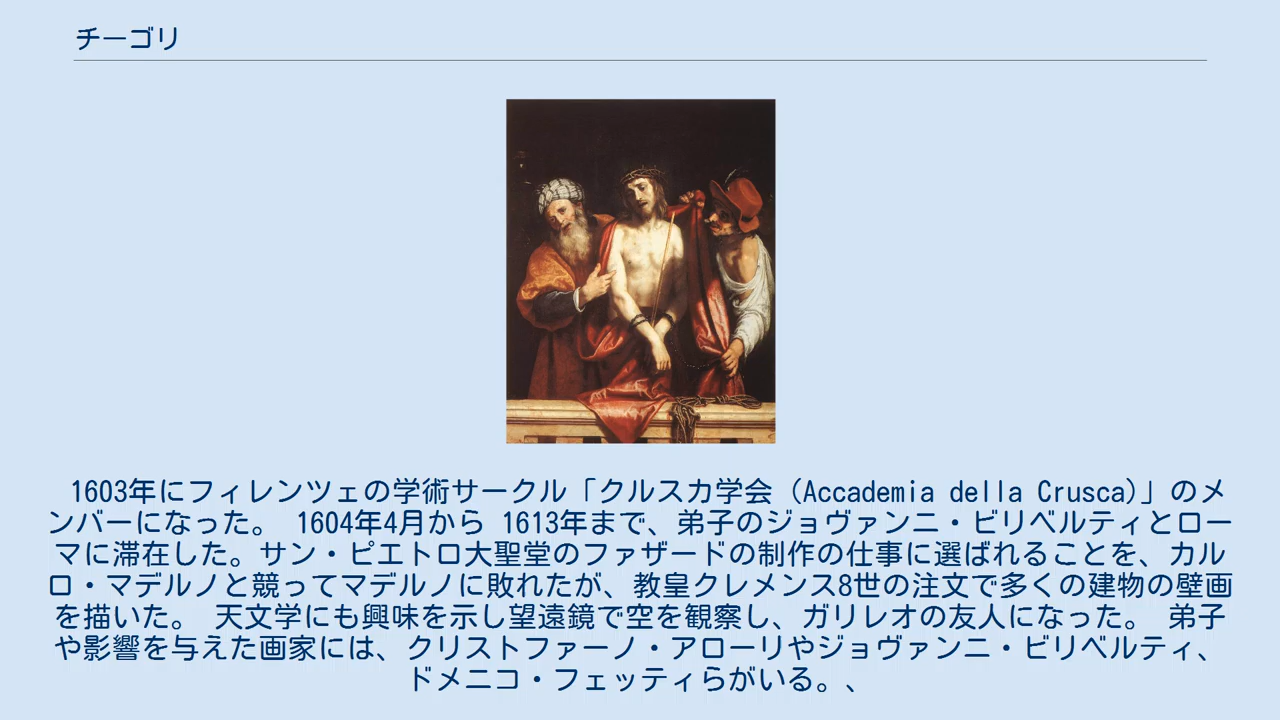 チーゴリ
1603年にフィレンツェの学術サークル「クルスカ学会（Accademia della Crusca)」のメ
ンバーになった。 1604年4月から 1613年まで、弟子のジョヴァンニ・ビリベルティとロー
マに滞在した。サン・ピエトロ大聖堂のファザードの制作の仕事に選ばれることを、カル
ロ・マデルノと競ってマデルノに敗れたが、教皇クレメンス8世の注文で多くの建物の壁画
を描いた。 天文学にも興味を示し望遠鏡で空を観察し、ガリレオの友人になった。 弟子
や影響を与えた画家には、クリストファーノ・アローリやジョヴァンニ・ビリベルティ、
ドメニコ・フェッティらがいる。、